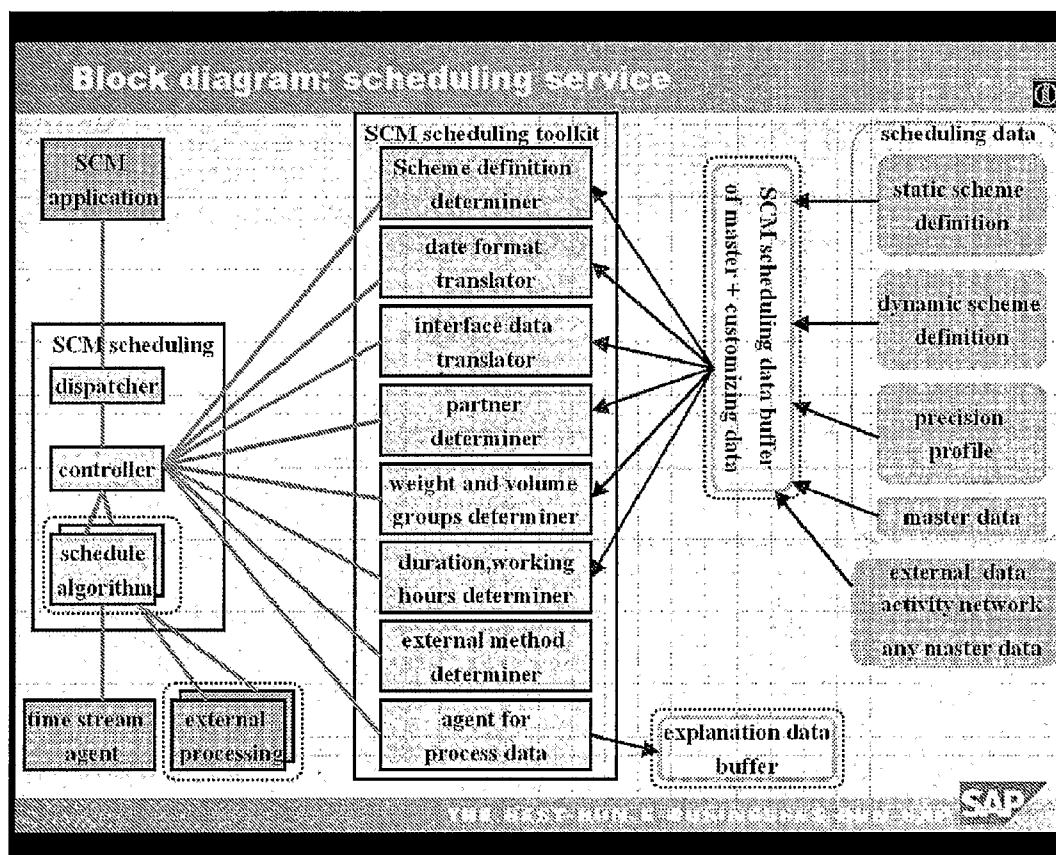 Block diagram: scheduling service
SCM
application
SCM scheduling
dispatcher
controller
schedule
algorithm
time stream
agent
external
processing
SCM scheduling toolkit
Scheme definition
determiner
date format
translator
interface data
translator
partner
determiner
weight and volume
groups determiner
duration,working
hours determiner
external method
determiner
agent for
process data
SCM scheduling data buffer
of master + customizing data
explanation data
buffer
scheduling data
static scheme
definition
dynamic scheme
definition
precision
profile
master data
external data
activity network
any master data
THE BEST-RUN
SAP